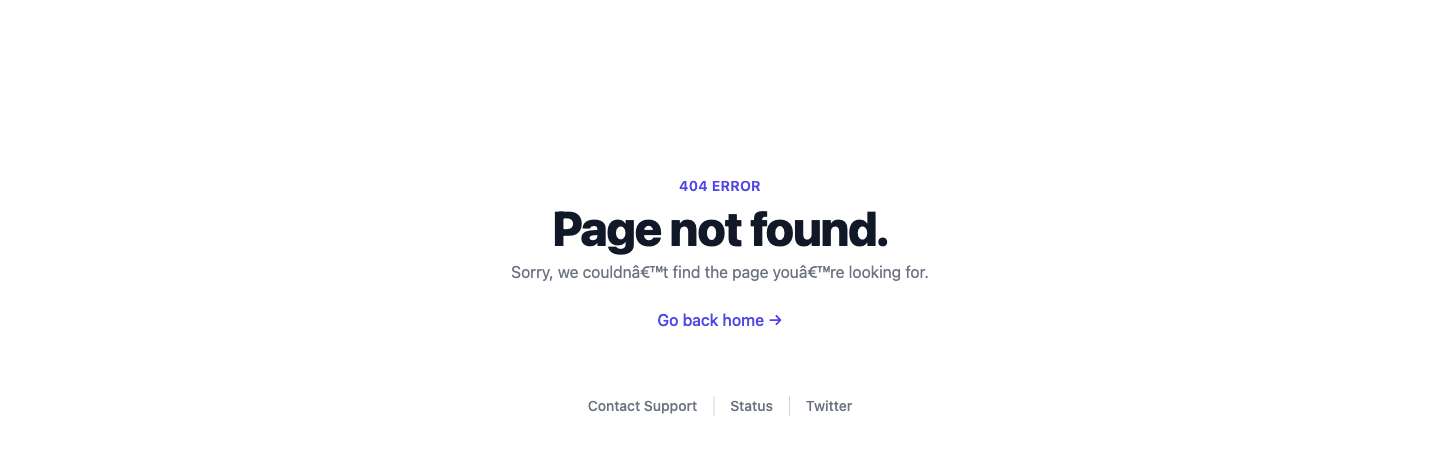 404 ERROR
Page not found.
Sorry, we couldnâ€™t find the page youâ€™re looking for.
Go back home →
Contact Support
Status
Twitter